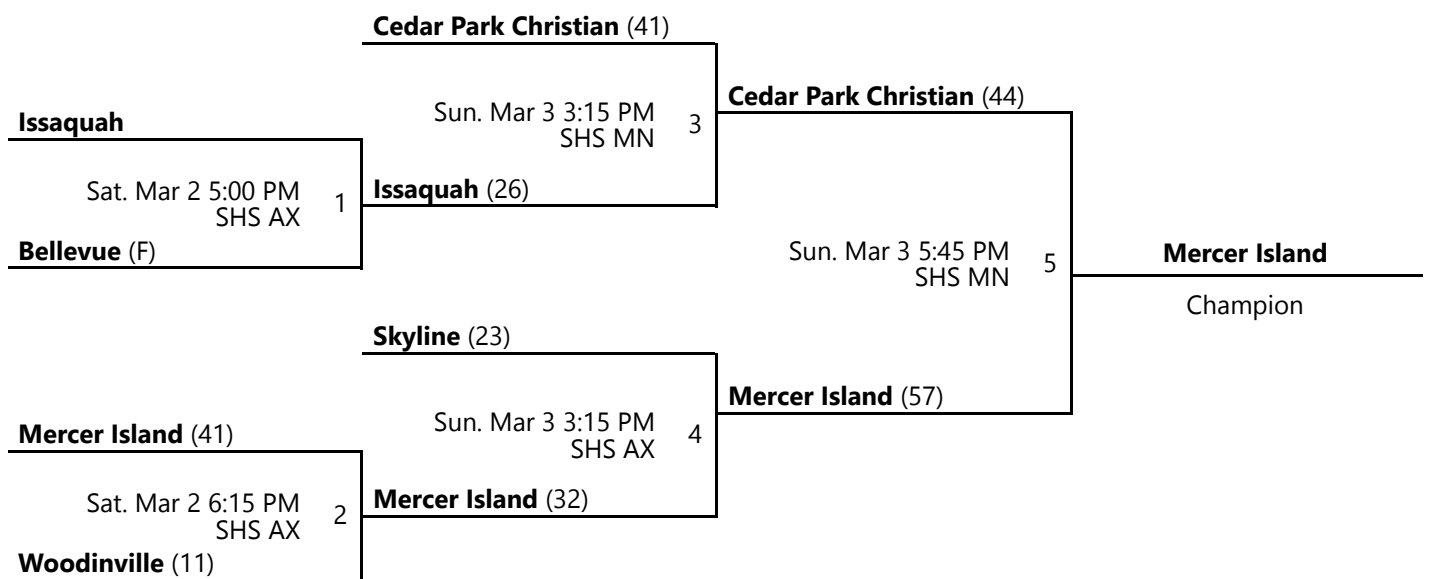 Cedar Park Christian (41)
Sun. Mar 3 3:15 PM
SHS MN
3
Cedar Park Christian (44)
Issaquah
Sat. Mar 2 5:00 PM
SHS AX
1
Issaquah (26)
Bellevue (F)
Sun. Mar 3 5:45 PM
SHS MN
5
Mercer Island
Champion
Skyline (23)
Sun. Mar 3 3:15 PM
SHS AX
4
Mercer Island (57)
Mercer Island (41)
Sat. Mar 2 6:15 PM
SHS AX
2
Mercer Island (32)
Woodinville (11)